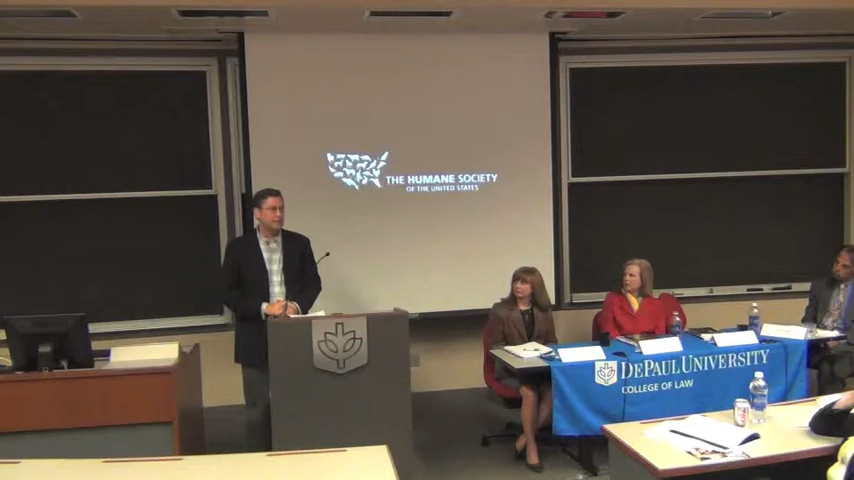 THE HUMANE SOCIETY
OF THE UNITED STATES
DEPAUL UNIVERSITY
COLLEGE OF LAW